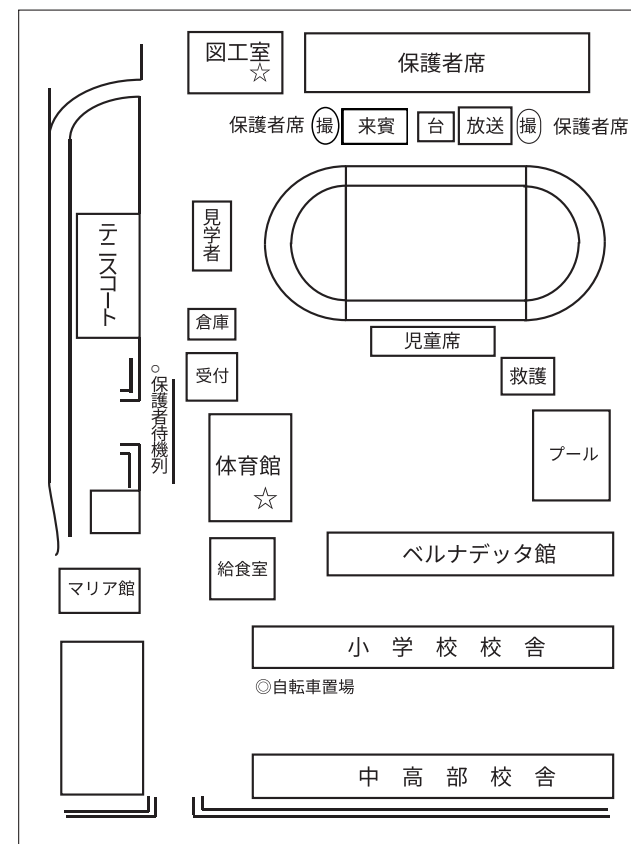 図工室
☆
保護者席
保護者席
撮
来賓
台
放送
撮
保護者席
見学者
テニスコート
倉庫
児童席
受付
救護
○保護者待機列
体育館
☆
プール
ベルナデッタ館
給食室
マリア館
小学校校舎
◎自転車置場
中高部校舎